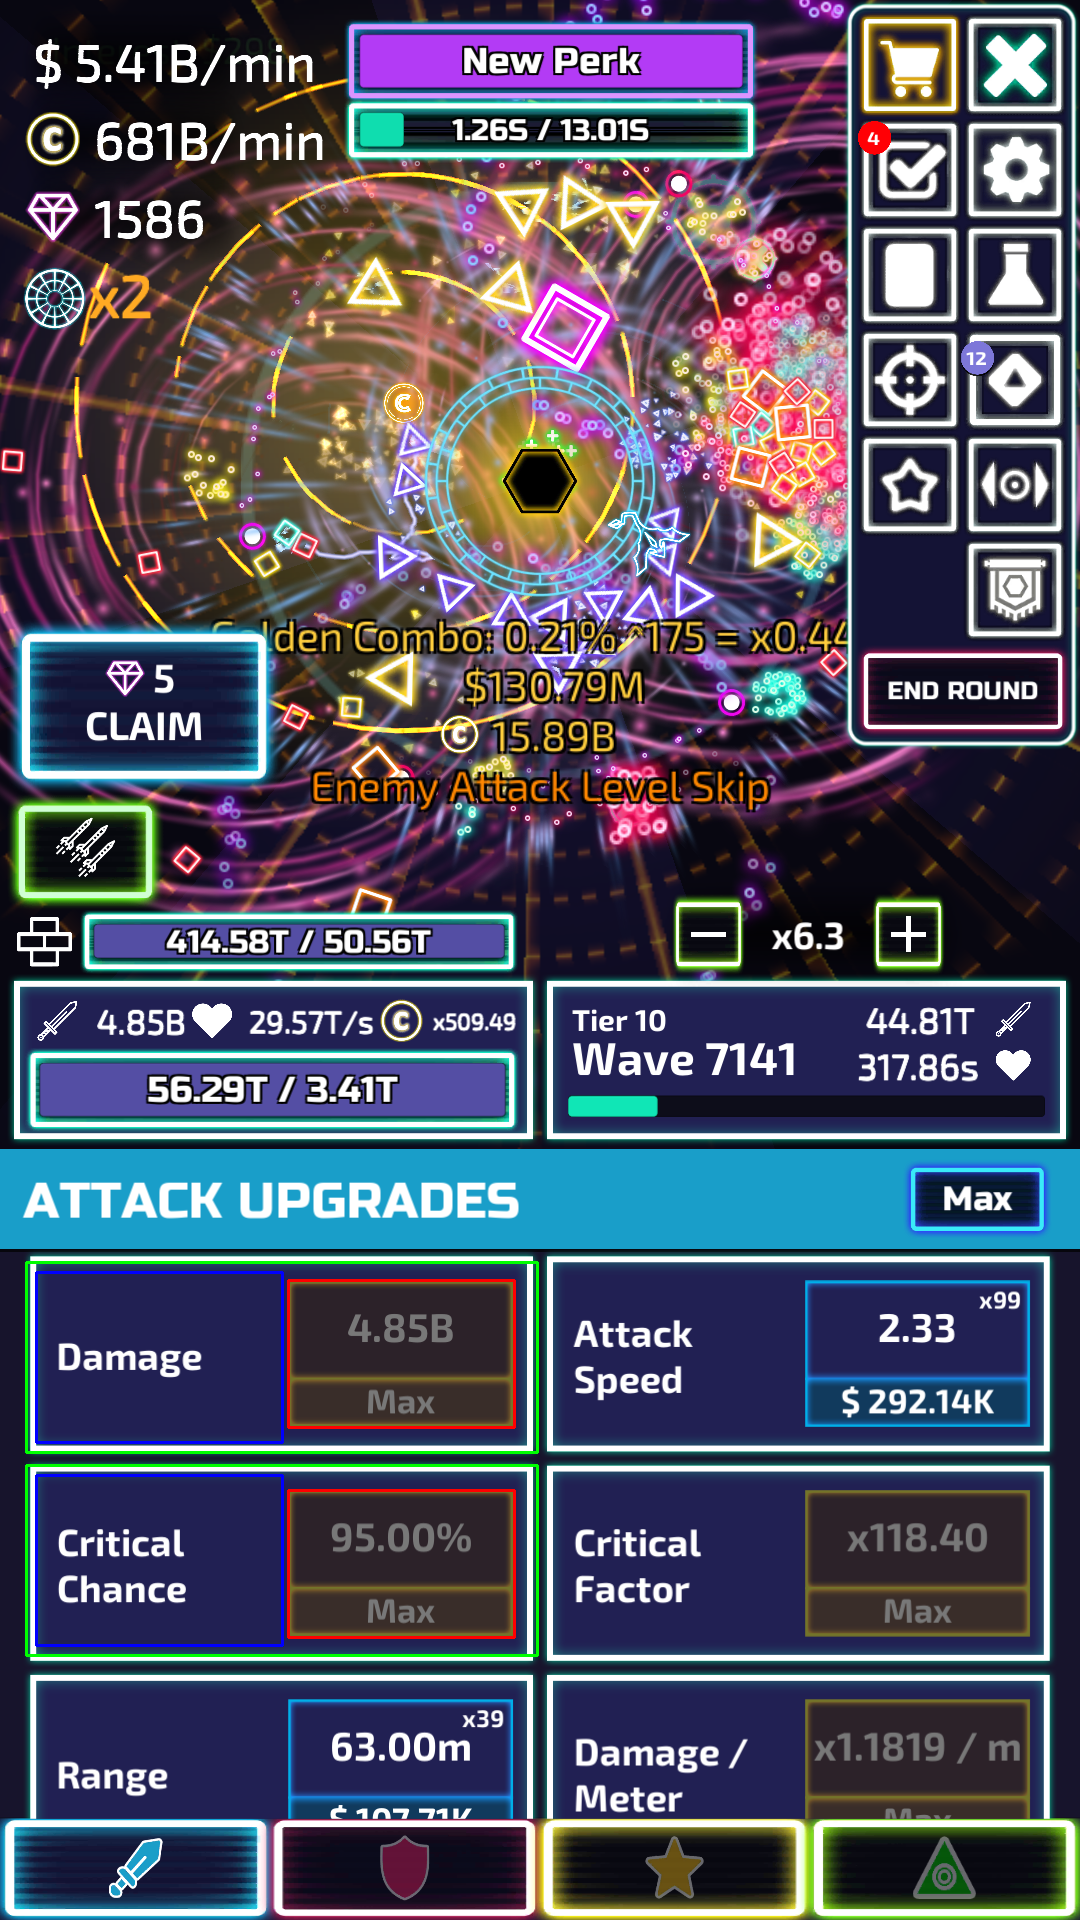 $ 5.41B/min
New Perk
681B/min
1.26S / 13.01S
4
1586
x2
12
lden Combo: 0.21% ^175 = x0.44
$130.79M
15.89B
Enemy Attack Level Skip
5
CLAIM
END ROUND
414.58T / 50.56T
x6.3
4.85B
29.57T/s
x509.49
56.29T / 3.41T
Tier 10
Wave 7141
44.81T
317.86s
ATTACK UPGRADES
Max
Damage
4.85B
Max
Attack
Speed
x99
2.33
$ 292.14K
Critical
Chance
95.00%
Max
Critical
Factor
x118.40
Max
Range
x39
63.00m
$ 107.71K
Damage /
Meter
x1.1819 / m
Max